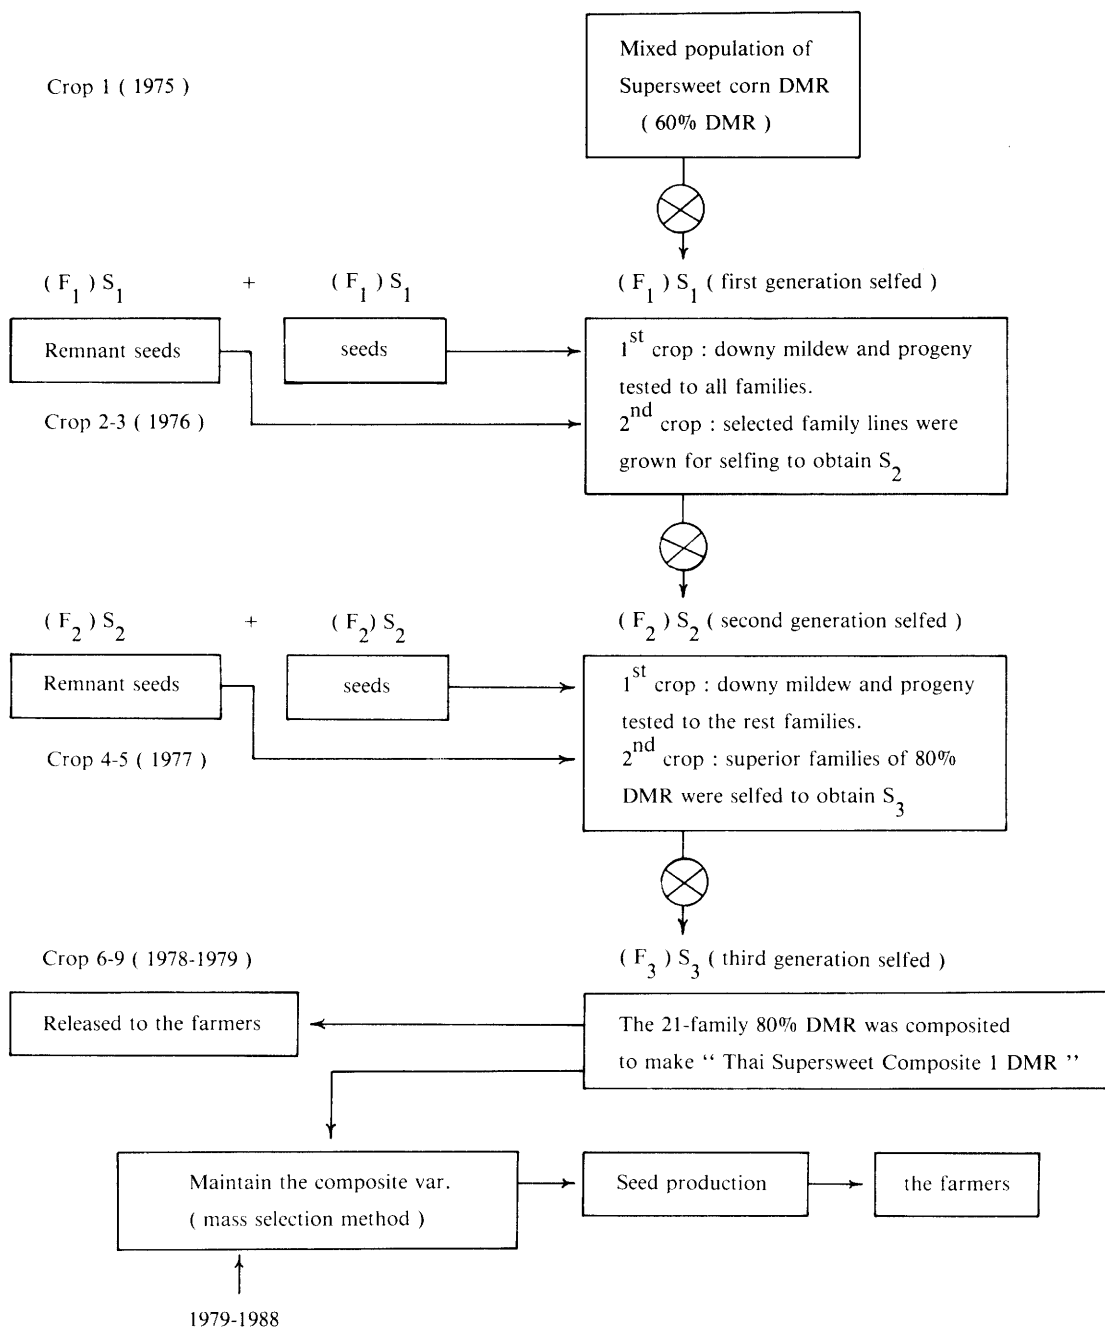 Mixed population of
Supersweet corn DMR
( 60% DMR )
Crop 1 ( 1975 )
( F1 ) S1 + ( F1 ) S1 ( F1 ) S1 ( first generation selfed )
Remnant seeds
seeds
1st crop : downy mildew and progeny
tested to all families.
2nd crop : selected family lines were
grown for selfing to obtain S2
Crop 2-3 ( 1976 )
( F2 ) S2 + ( F2 ) S2 ( F2 ) S2 ( second generation selfed )
Remnant seeds
seeds
1st crop : downy mildew and progeny
tested to the rest families.
2nd crop : superior families of 80%
DMR were selfed to obtain S3
Crop 4-5 ( 1977 )
Crop 6-9 ( 1978-1979 )
( F3 ) S3 ( third generation selfed )
Released to the farmers
The 21-family 80% DMR was composited
to make “ Thai Supersweet Composite 1 DMR ”
Maintain the composite var.
( mass selection method )
Seed production
the farmers
1979-1988